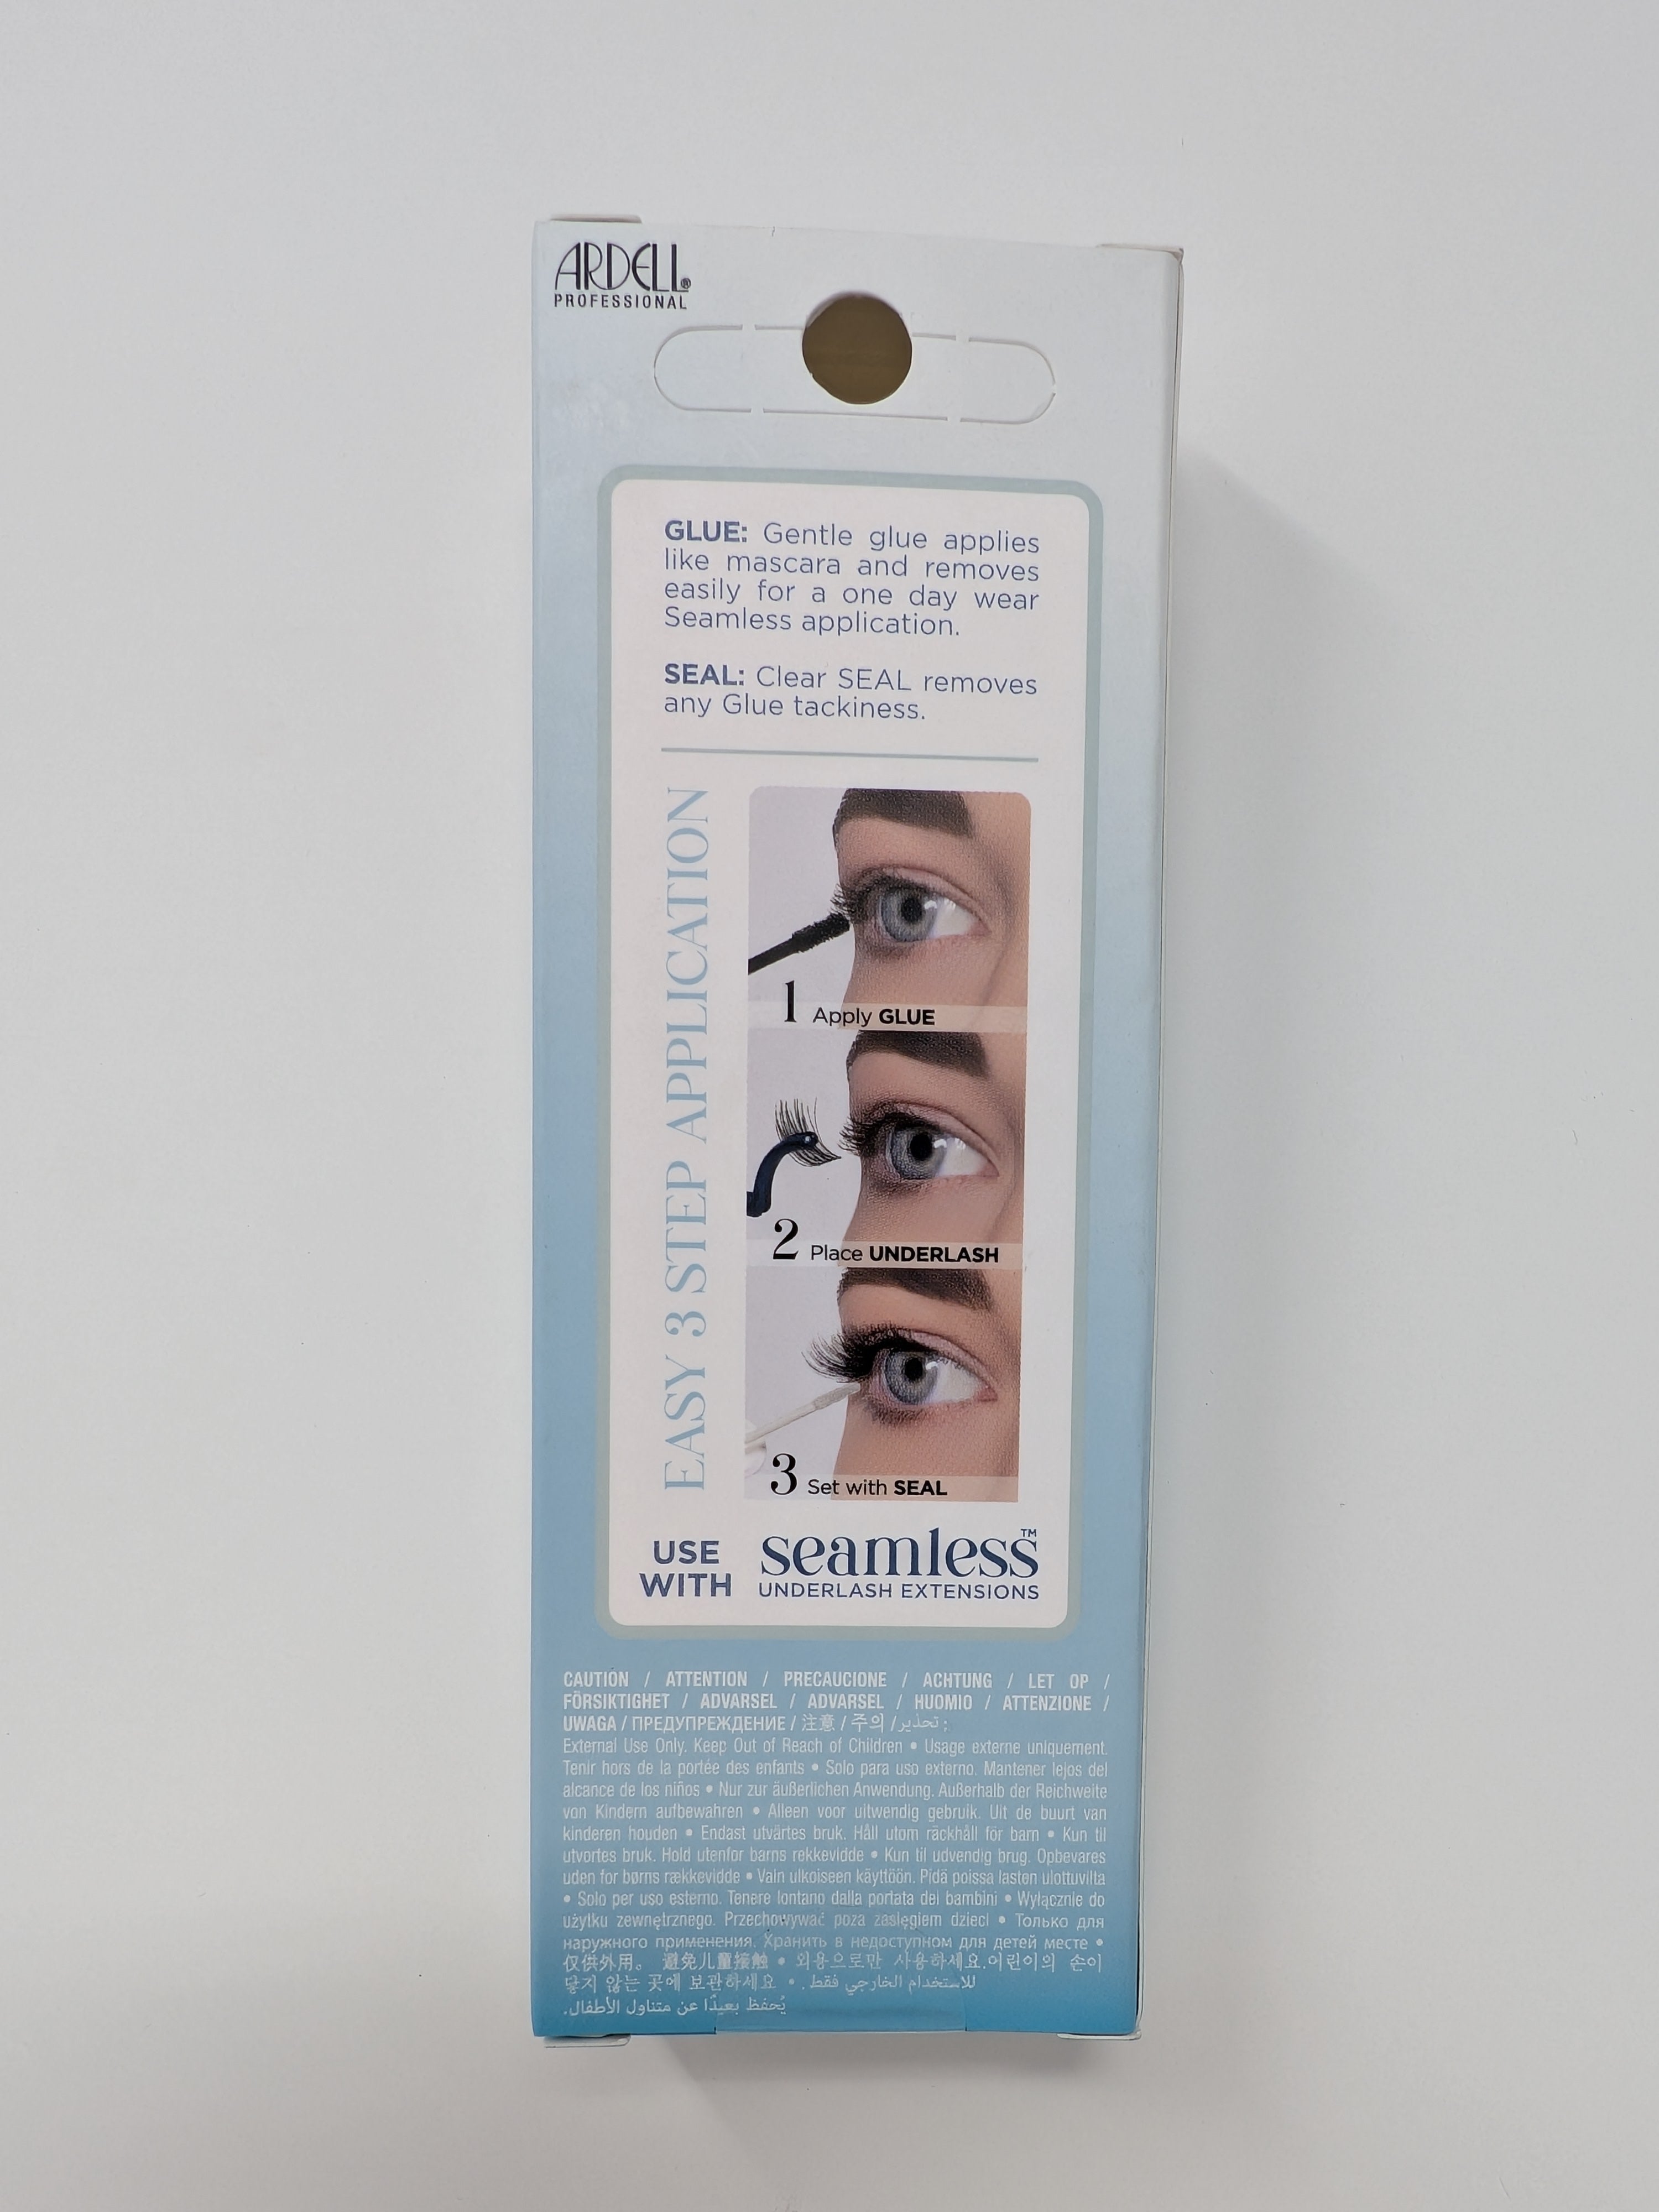 ARDELL®
PROFESSIONAL
GLUE: Gentle glue applies
like mascara and removes
easily for a one day wear
Seamless application.
SEAL: Clear SEAL removes
any Glue tackiness.
EASY 3 STEP APPLICATION
1 Apply GLUE
2 Place UNDERLASH
3 Set with SEAL
USE
WITH
seamless™
UNDERLASH EXTENSIONS
CAUTION / ATTENTION / PRECAUCIONE / ACHTUNG / LET OP /
FÖRSIKTIGHET / ADVARSEL / ADVARSEL / HUOMIO / ATTENZIONE /
UWAGA / ПРЕДУПРЕЖДЕНИЕ / 注意 / 주의 / تحذير :
External Use Only. Keep Out of Reach of Children • Usage externe uniquement.
Tenir hors de la portée des enfants • Solo para uso externo. Mantener lejos del
alcance de los niños • Nur zur äußerlichen Anwendung. Außerhalb der Reichweite
von Kindern aufbewahren • Alleen voor uitwendig gebruik. Uit de buurt van
kinderen houden • Endast utvärtes bruk. Håll utom räckhåll för barn • Kun til
utvortes bruk. Hold utenfor barns rekkevidde • Kun til udvendig brug. Opbevares
uden for børns rækkevidde • Vain ulkoiseen käyttöön. Pidä poissa lasten ulottuvilta
• Solo per uso esterno. Tenere lontano dalla portata dei bambini • Wyłącznie do
użytku zewnętrznego. Przechowywać poza zasięgiem dzieci • Только для
наружного применения. Хранить в недоступном для детей месте •
仅供外用。 避免儿童接触 • 외용으로만 사용하세요.어린이의 손이
닿지 않는 곳에 보관하세요 • للاستخدام الخارجي فقط.
يُحفظ بعيدًا عن متناول الأطفال.